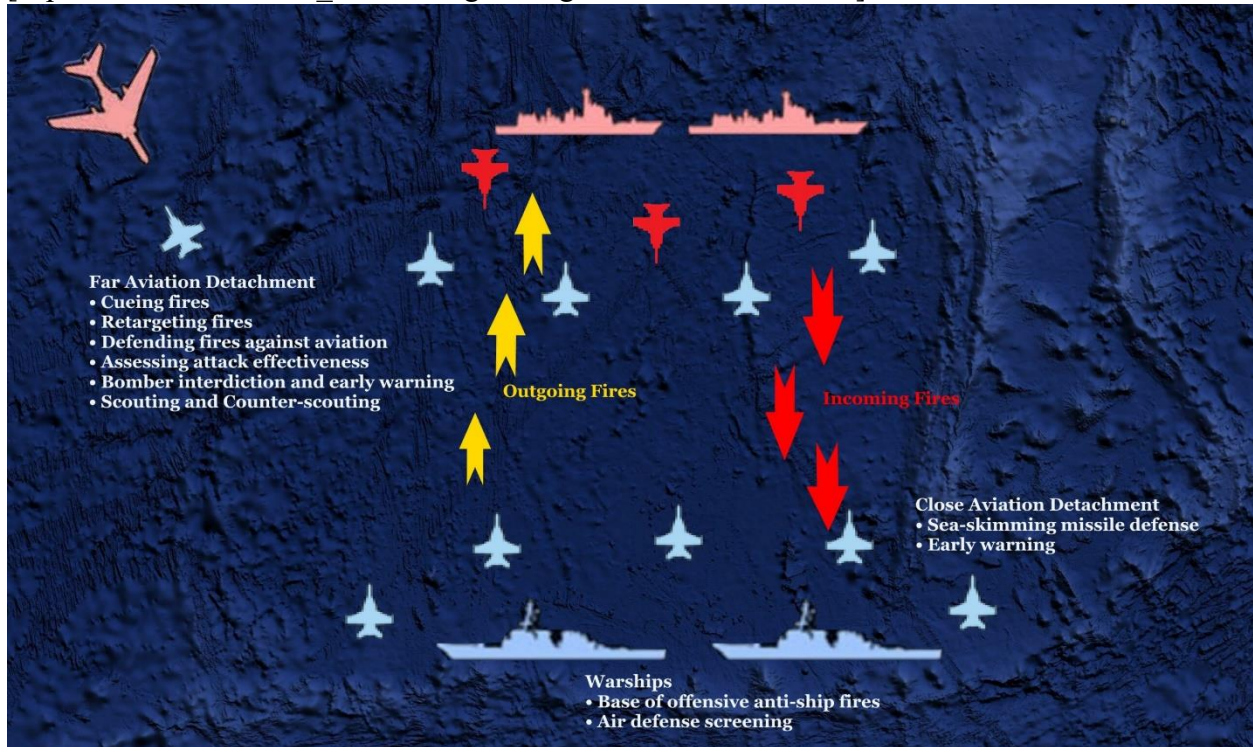 Far Aviation Detachment
• Cueing fires
• Retargeting fires
• Defending fires against aviation
• Assessing attack effectiveness
• Bomber interdiction and early warning
• Scouting and Counter-scouting
Outgoing Fires
Incoming Fires
Close Aviation Detachment
• Sea-skimming missile defense
• Early warning
Warships
• Base of offensive anti-ship fires
• Air defense screening